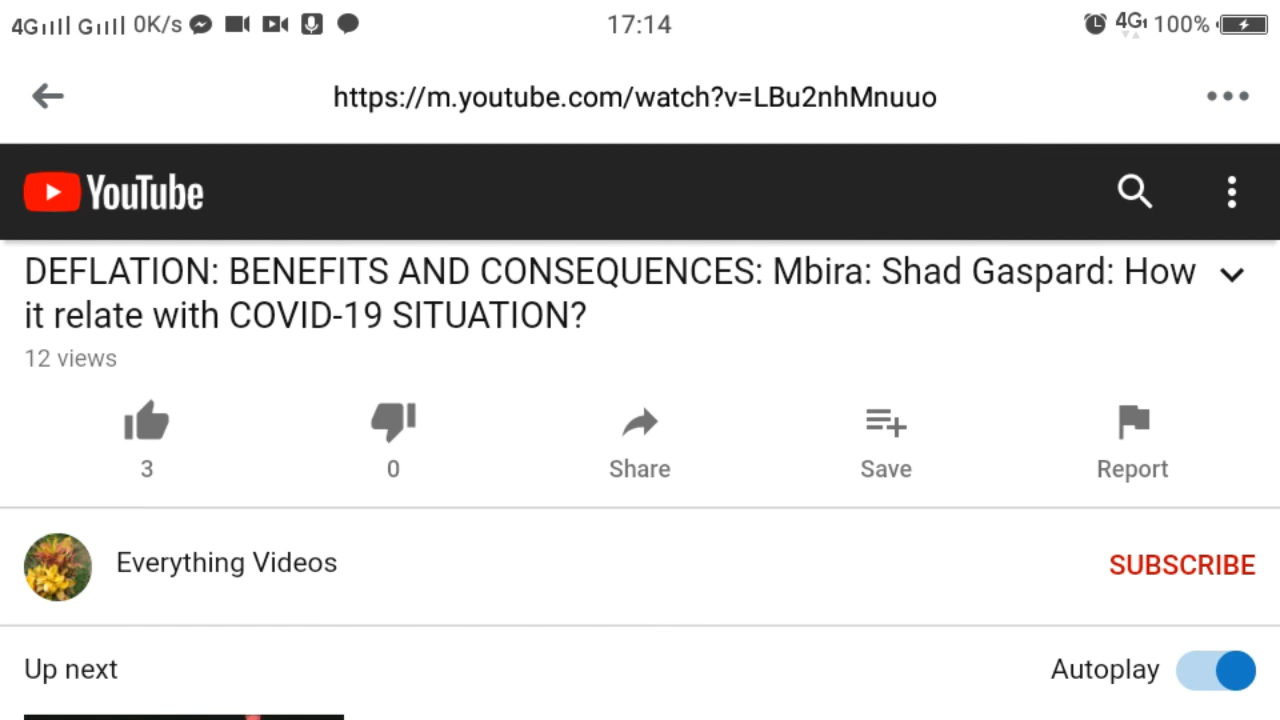 4G G 0K/s 17:14 4G 100%
https://m.youtube.com/watch?v=LBu2nhMnuuo
YouTube
DEFLATION: BENEFITS AND CONSEQUENCES: Mbira: Shad Gaspard: How
it relate with COVID-19 SITUATION?
12 views
3 0 Share Save Report
Everything Videos SUBSCRIBE
Up next Autoplay